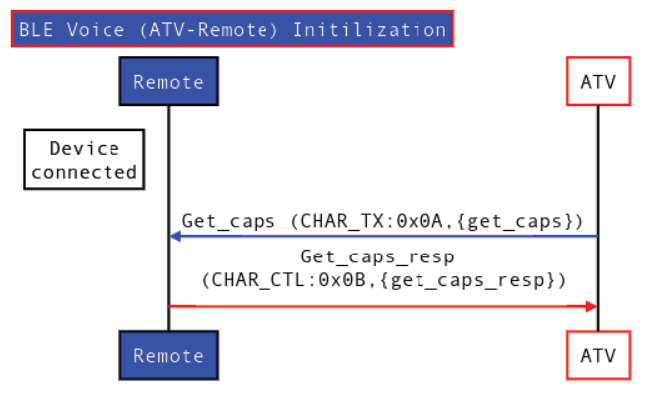 BLE Voice (ATV-Remote) Initilization
Remote
ATV
Device
connected
Get_caps (CHAR_TX:0x0A,{get_caps})
Get_caps_resp
(CHAR_CTL:0x0B,{get_caps_resp})
Remote
ATV